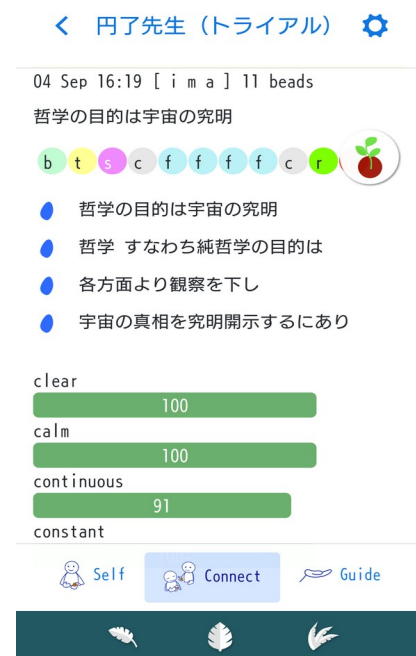 円了先生（トライアル）
04 Sep 16:19 [ i m a ] 11 beads
哲学の目的は宇宙の究明
b t s c f f f f c r
哲学の目的は宇宙の究明
哲学 すなわち純哲学の目的は
各方面より観察を下し
宇宙の真相を究明開示するにあり
clear
100
calm
100
continuous
91
constant
Self Connect Guide